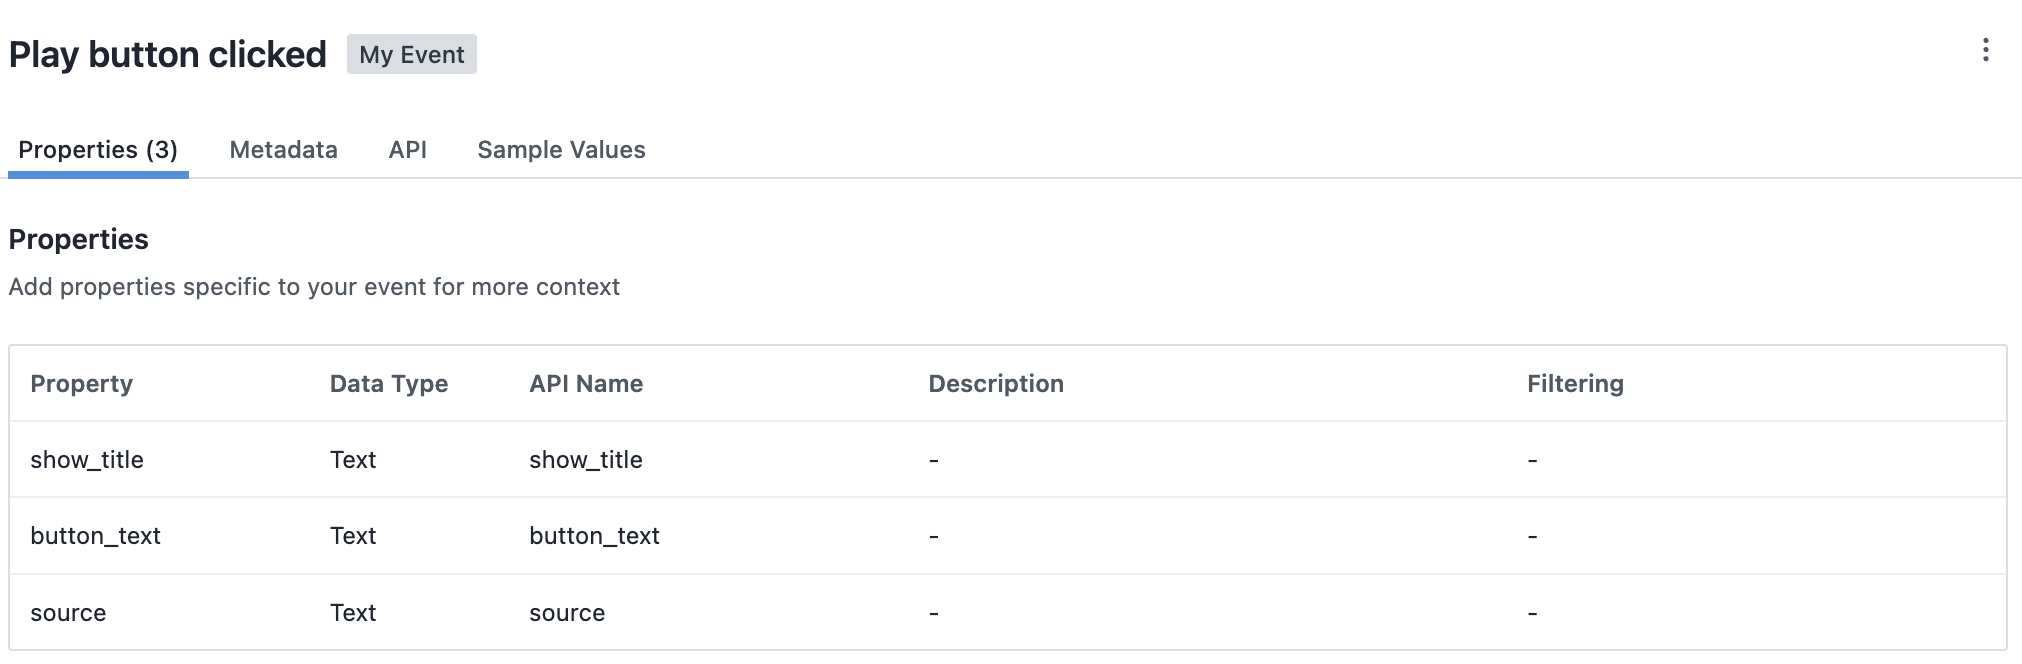 Play button clicked My Event
Properties (3) Metadata API Sample Values
Properties
Add properties specific to your event for more context
Property Data Type API Name Description Filtering
show_title Text show_title - -
button_text Text button_text - -
source Text source - -